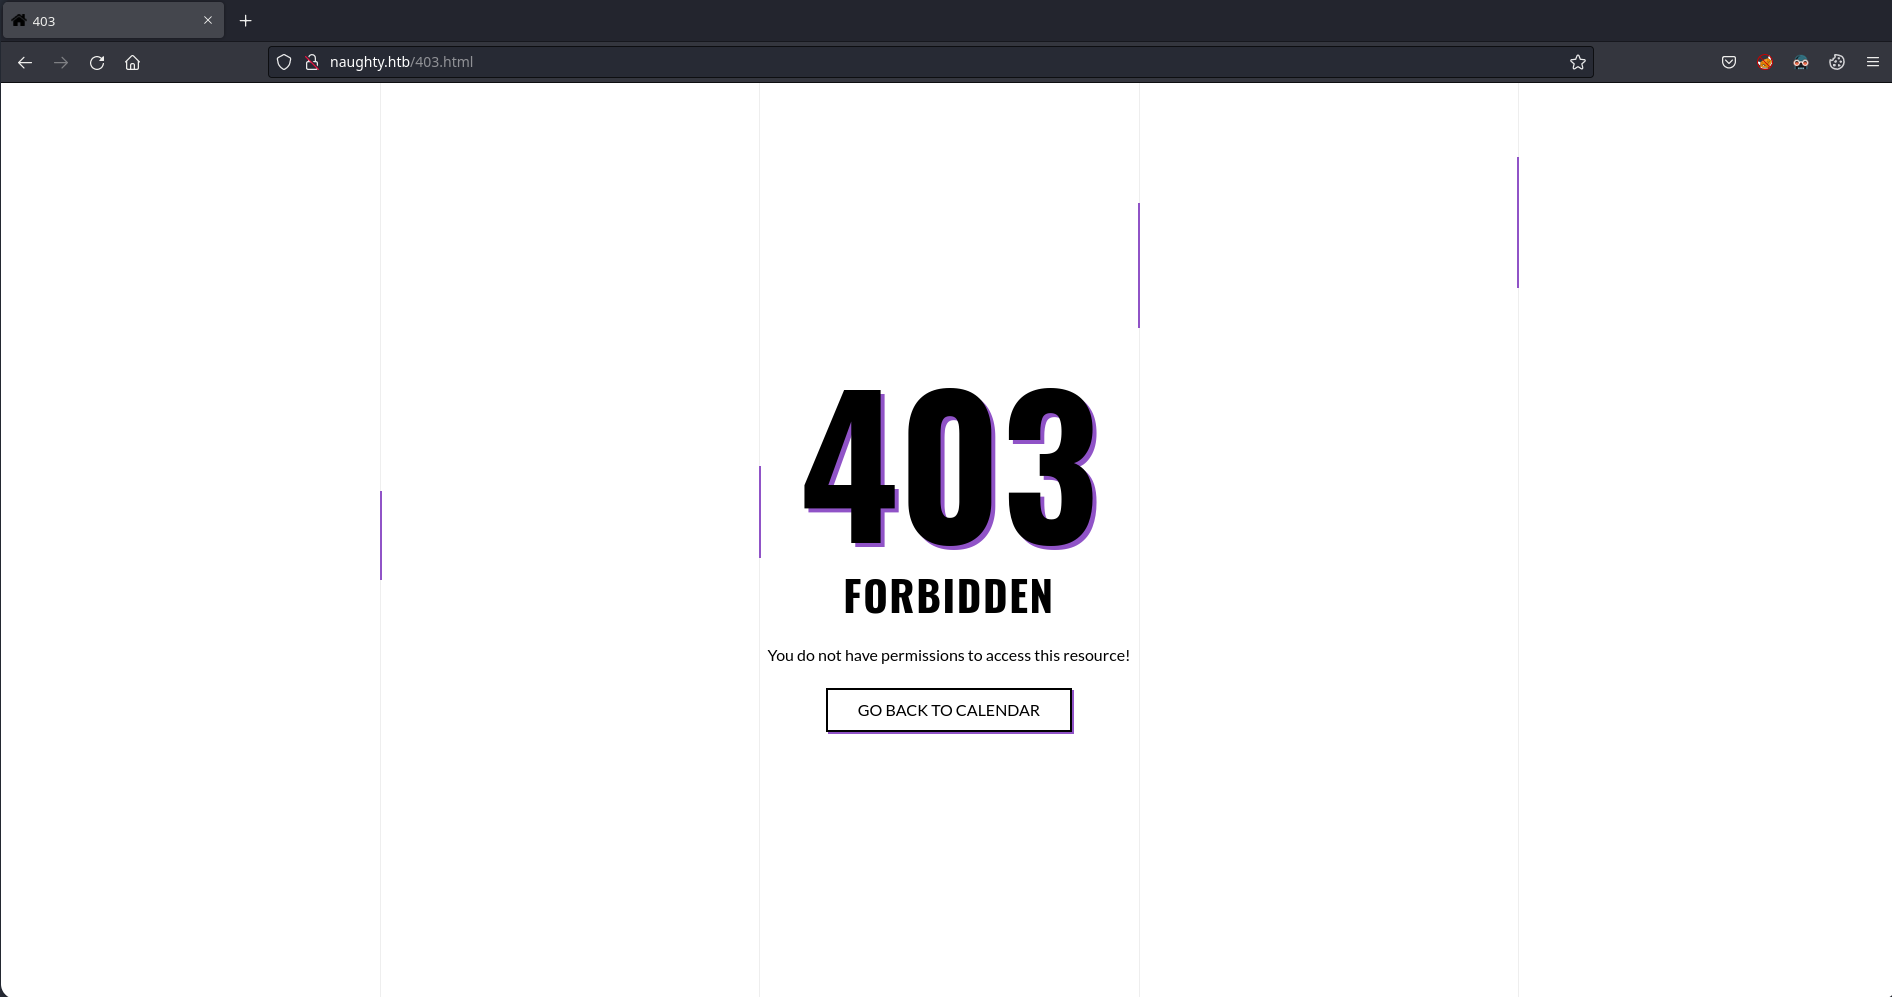 403
naughty.htb/403.html
403
FORBIDDEN
You do not have permissions to access this resource!
GO BACK TO CALENDAR